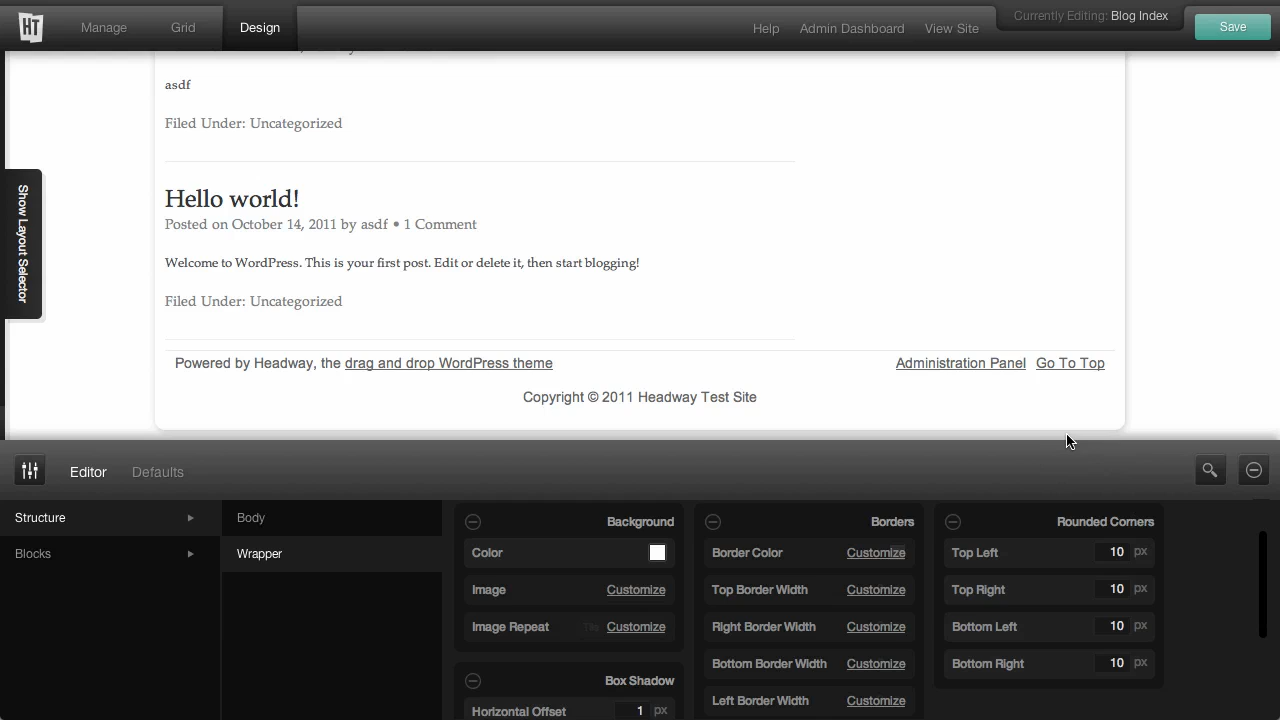 HT
Manage Grid Design
Help Admin Dashboard View Site
Currently Editing: Blog Index
Save
Show Layout Selector
asdf
Filed Under: Uncategorized
Hello world!
Posted on October 14, 2011 by asdf • 1 Comment
Welcome to WordPress. This is your first post. Edit or delete it, then start blogging!
Filed Under: Uncategorized
Powered by Headway, the drag and drop WordPress theme
Administration Panel Go To Top
Copyright © 2011 Headway Test Site
Editor Defaults
Structure
Blocks
Body
Wrapper
Background
Color
Image Customize
Image Repeat Customize
Box Shadow
Horizontal Offset 1 px
Borders
Border Color Customize
Top Border Width Customize
Right Border Width Customize
Bottom Border Width Customize
Left Border Width Customize
Rounded Corners
Top Left 10 px
Top Right 10 px
Bottom Left 10 px
Bottom Right 10 px